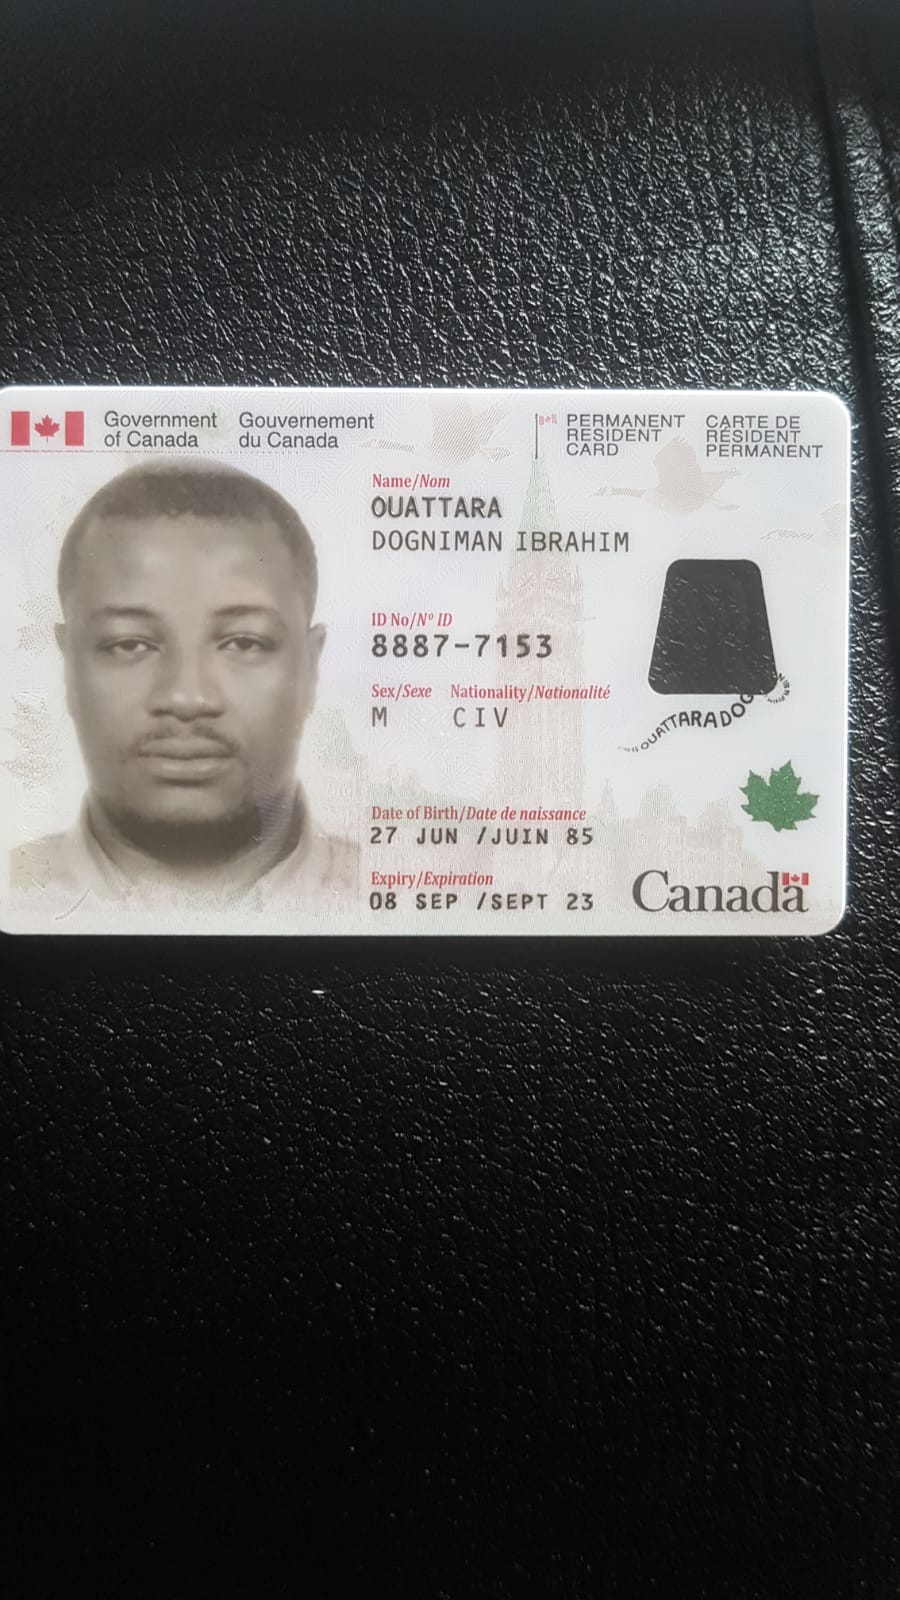 Government of Canada
Gouvernement du Canada
PERMANENT RESIDENT CARD
CARTE DE RÉSIDENT PERMANENT
Name/Nom
OUATTARA
DOGNIMAN IBRAHIM
ID No/Nº ID
8887-7153
Sex/Sexe Nationality/Nationalité
M CIV
OUATTARADOG
Date of Birth/Date de naissance
27 JUN /JUIN 85
Expiry/Expiration
08 SEP /SEPT 23
Canada